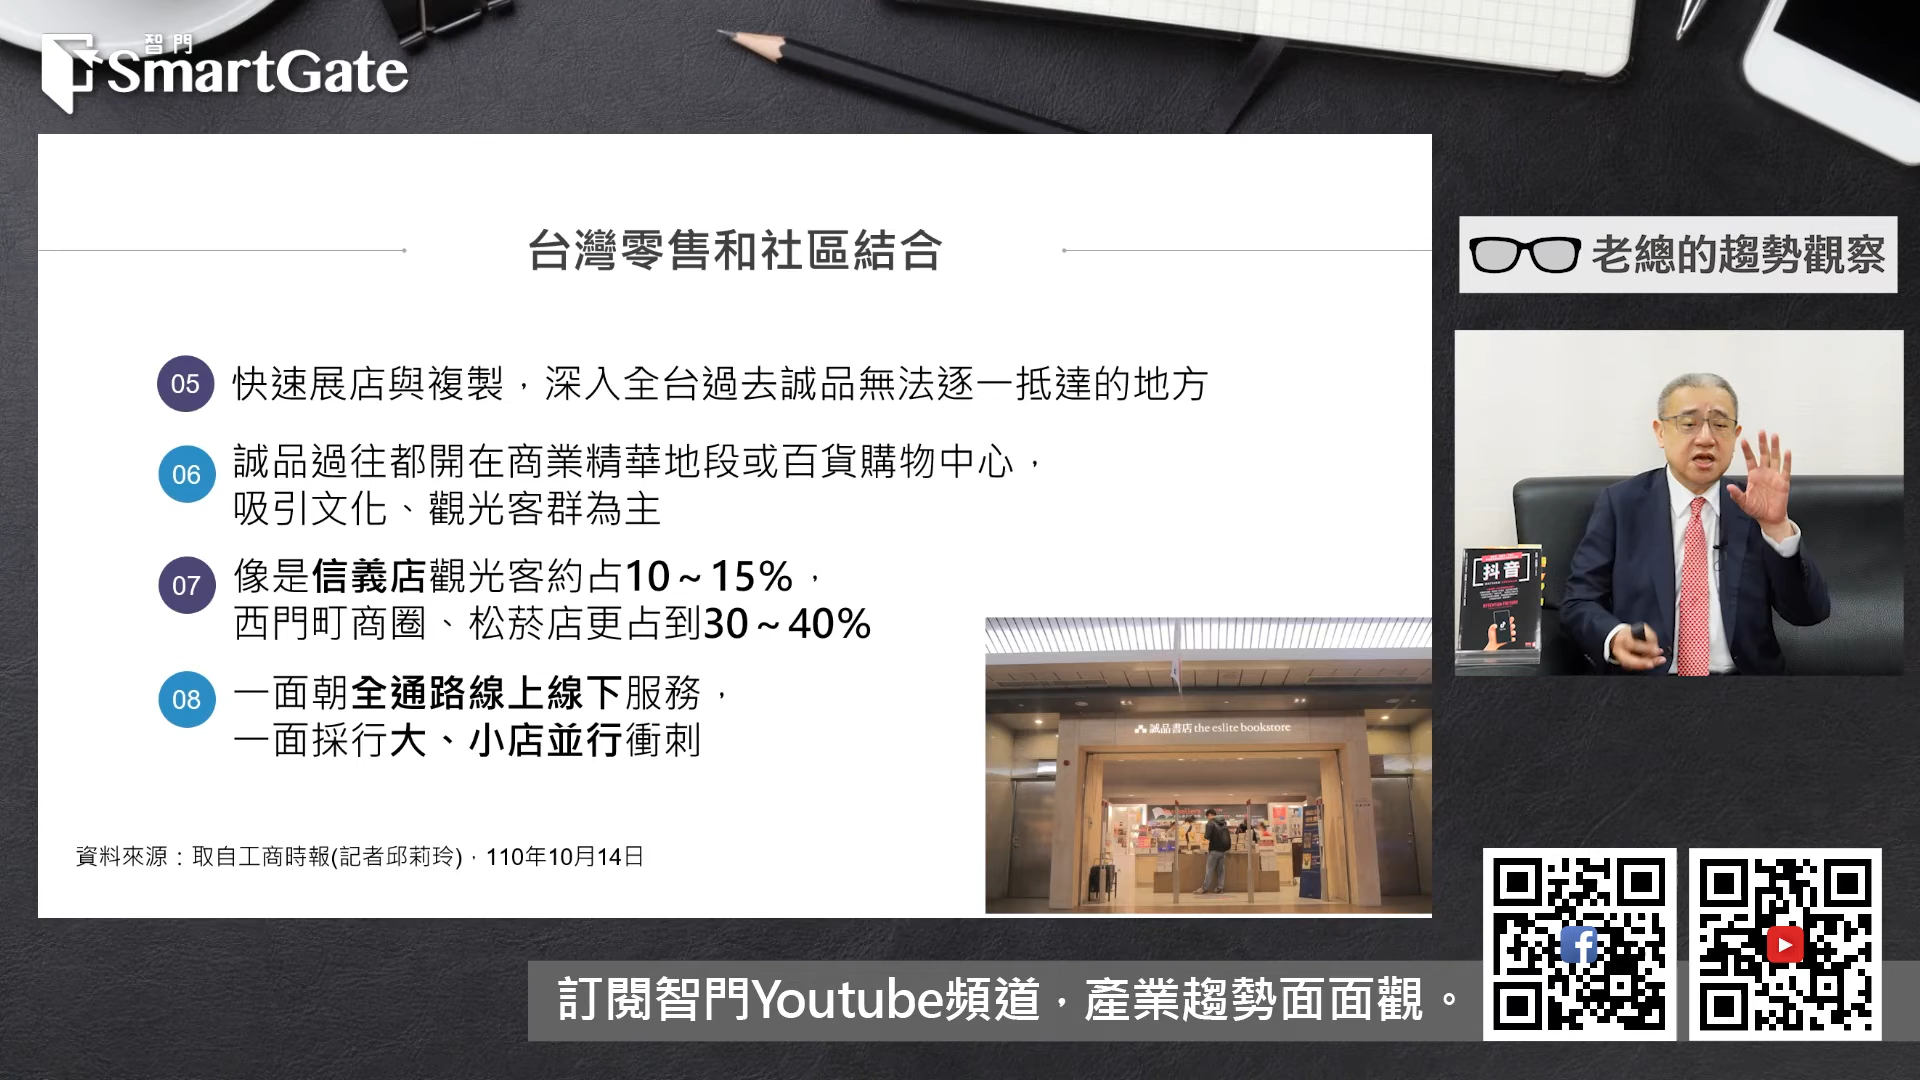 智門
SmartGate
台灣零售和社區結合
05 快速展店與複製，深入全台過去誠品無法逐一抵達的地方
06 誠品過往都開在商業精華地段或百貨購物中心，
吸引文化、觀光客群為主
07 像是信義店觀光客約占10~15%，
西門町商圈、松菸店更占到30~40%
08 一面朝全通路線上線下服務，
一面採行大、小店並行衝刺
誠品書店 the eslite bookstore
資料來源：取自工商時報(記者邱莉玲)，110年10月14日
老總的趨勢觀察
抖音
訂閱智門Youtube頻道，產業趨勢面面觀。